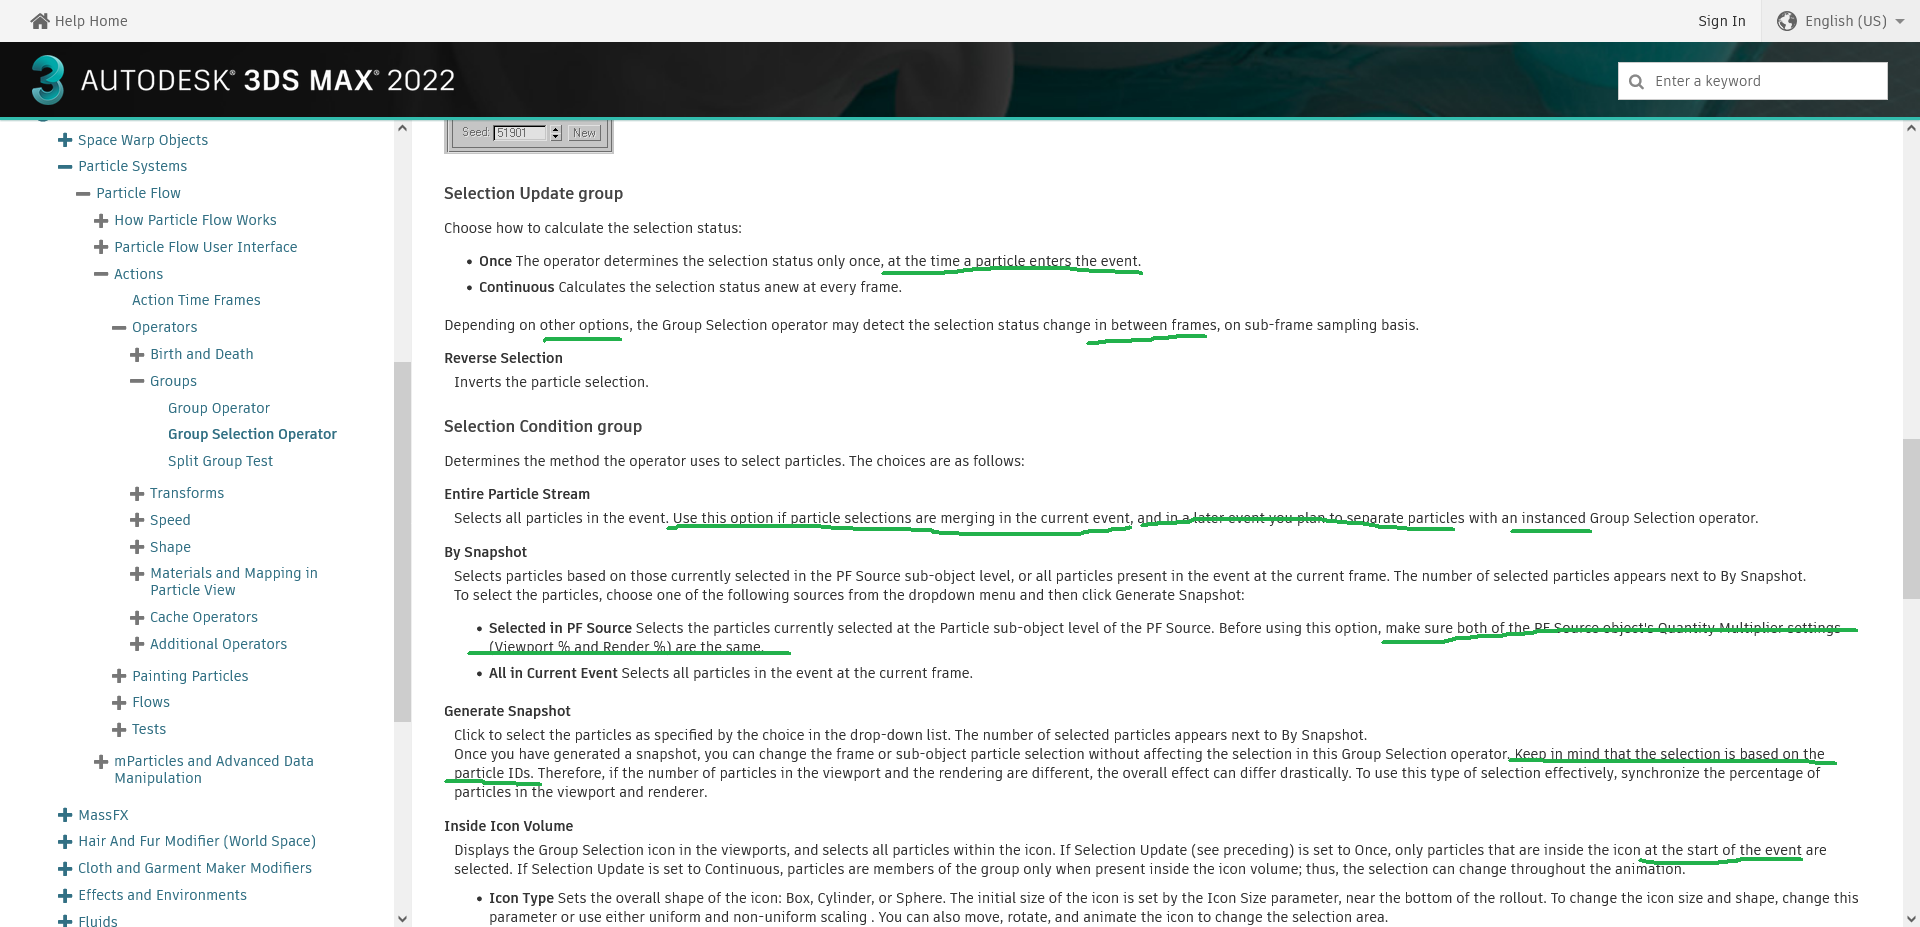 Help Home
Sign In
English (US)
AUTODESK® 3DS MAX® 2022
Enter a keyword
Space Warp Objects
Particle Systems
Particle Flow
How Particle Flow Works
Particle Flow User Interface
Actions
Action Time Frames
Operators
Birth and Death
Groups
Group Operator
Group Selection Operator
Split Group Test
Transforms
Speed
Shape
Materials and Mapping in
Particle View
Cache Operators
Additional Operators
Painting Particles
Flows
Tests
mParticles and Advanced Data
Manipulation
MassFX
Hair And Fur Modifier (World Space)
Cloth and Garment Maker Modifiers
Effects and Environments
Fluids
Seed: 51901 New
Selection Update group
Choose how to calculate the selection status:
• Once The operator determines the selection status only once, at the time a particle enters the event.
• Continuous Calculates the selection status anew at every frame.
Depending on other options, the Group Selection operator may detect the selection status change in between frames, on sub-frame sampling basis.
Reverse Selection
Inverts the particle selection.
Selection Condition group
Determines the method the operator uses to select particles. The choices are as follows:
Entire Particle Stream
Selects all particles in the event. Use this option if particle selections are merging in the current event, and in a later event you plan to separate particles with an instanced Group Selection operator.
By Snapshot
Selects particles based on those currently selected in the PF Source sub-object level, or all particles present in the event at the current frame. The number of selected particles appears next to By Snapshot.
To select the particles, choose one of the following sources from the dropdown menu and then click Generate Snapshot:
• Selected in PF Source Selects the particles currently selected at the Particle sub-object level of the PF Source. Before using this option, make sure both of the PF Source object's Quantity Multiplier settings
(Viewport % and Render %) are the same.
• All in Current Event Selects all particles in the event at the current frame.
Generate Snapshot
Click to select the particles as specified by the choice in the drop-down list. The number of selected particles appears next to By Snapshot.
Once you have generated a snapshot, you can change the frame or sub-object particle selection without affecting the selection in this Group Selection operator. Keep in mind that the selection is based on the
particle IDs. Therefore, if the number of particles in the viewport and the rendering are different, the overall effect can differ drastically. To use this type of selection effectively, synchronize the percentage of
particles in the viewport and renderer.
Inside Icon Volume
Displays the Group Selection icon in the viewports, and selects all particles within the icon. If Selection Update (see preceding) is set to Once, only particles that are inside the icon at the start of the event are
selected. If Selection Update is set to Continuous, particles are members of the group only when present inside the icon volume; thus, the selection can change throughout the animation.
• Icon Type Sets the overall shape of the icon: Box, Cylinder, or Sphere. The initial size of the icon is set by the Icon Size parameter, near the bottom of the rollout. To change the icon size and shape, change this
parameter or use either uniform and non-uniform scaling . You can also move, rotate, and animate the icon to change the selection area.